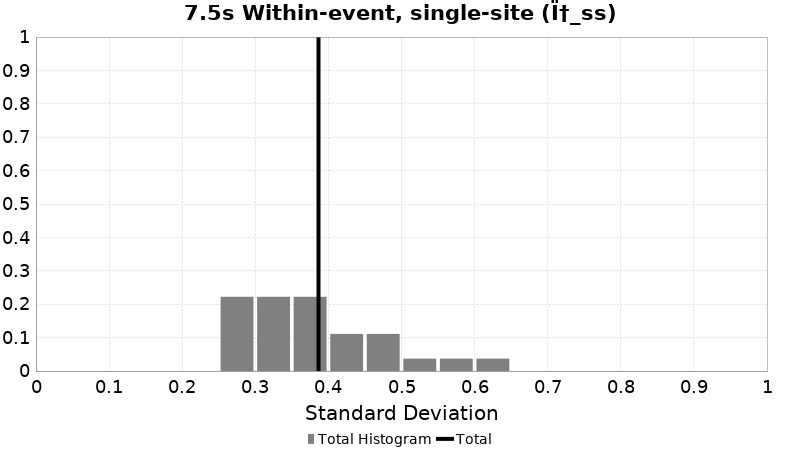 7.5s Within-event, single-site (Ï†_ss)
1
0.9
0.8
0.7
0.6
0.5
0.4
0.3
0.2
0.1
0
0 0.1 0.2 0.3 0.4 0.5 0.6 0.7 0.8 0.9 1
Standard Deviation
Total Histogram Total